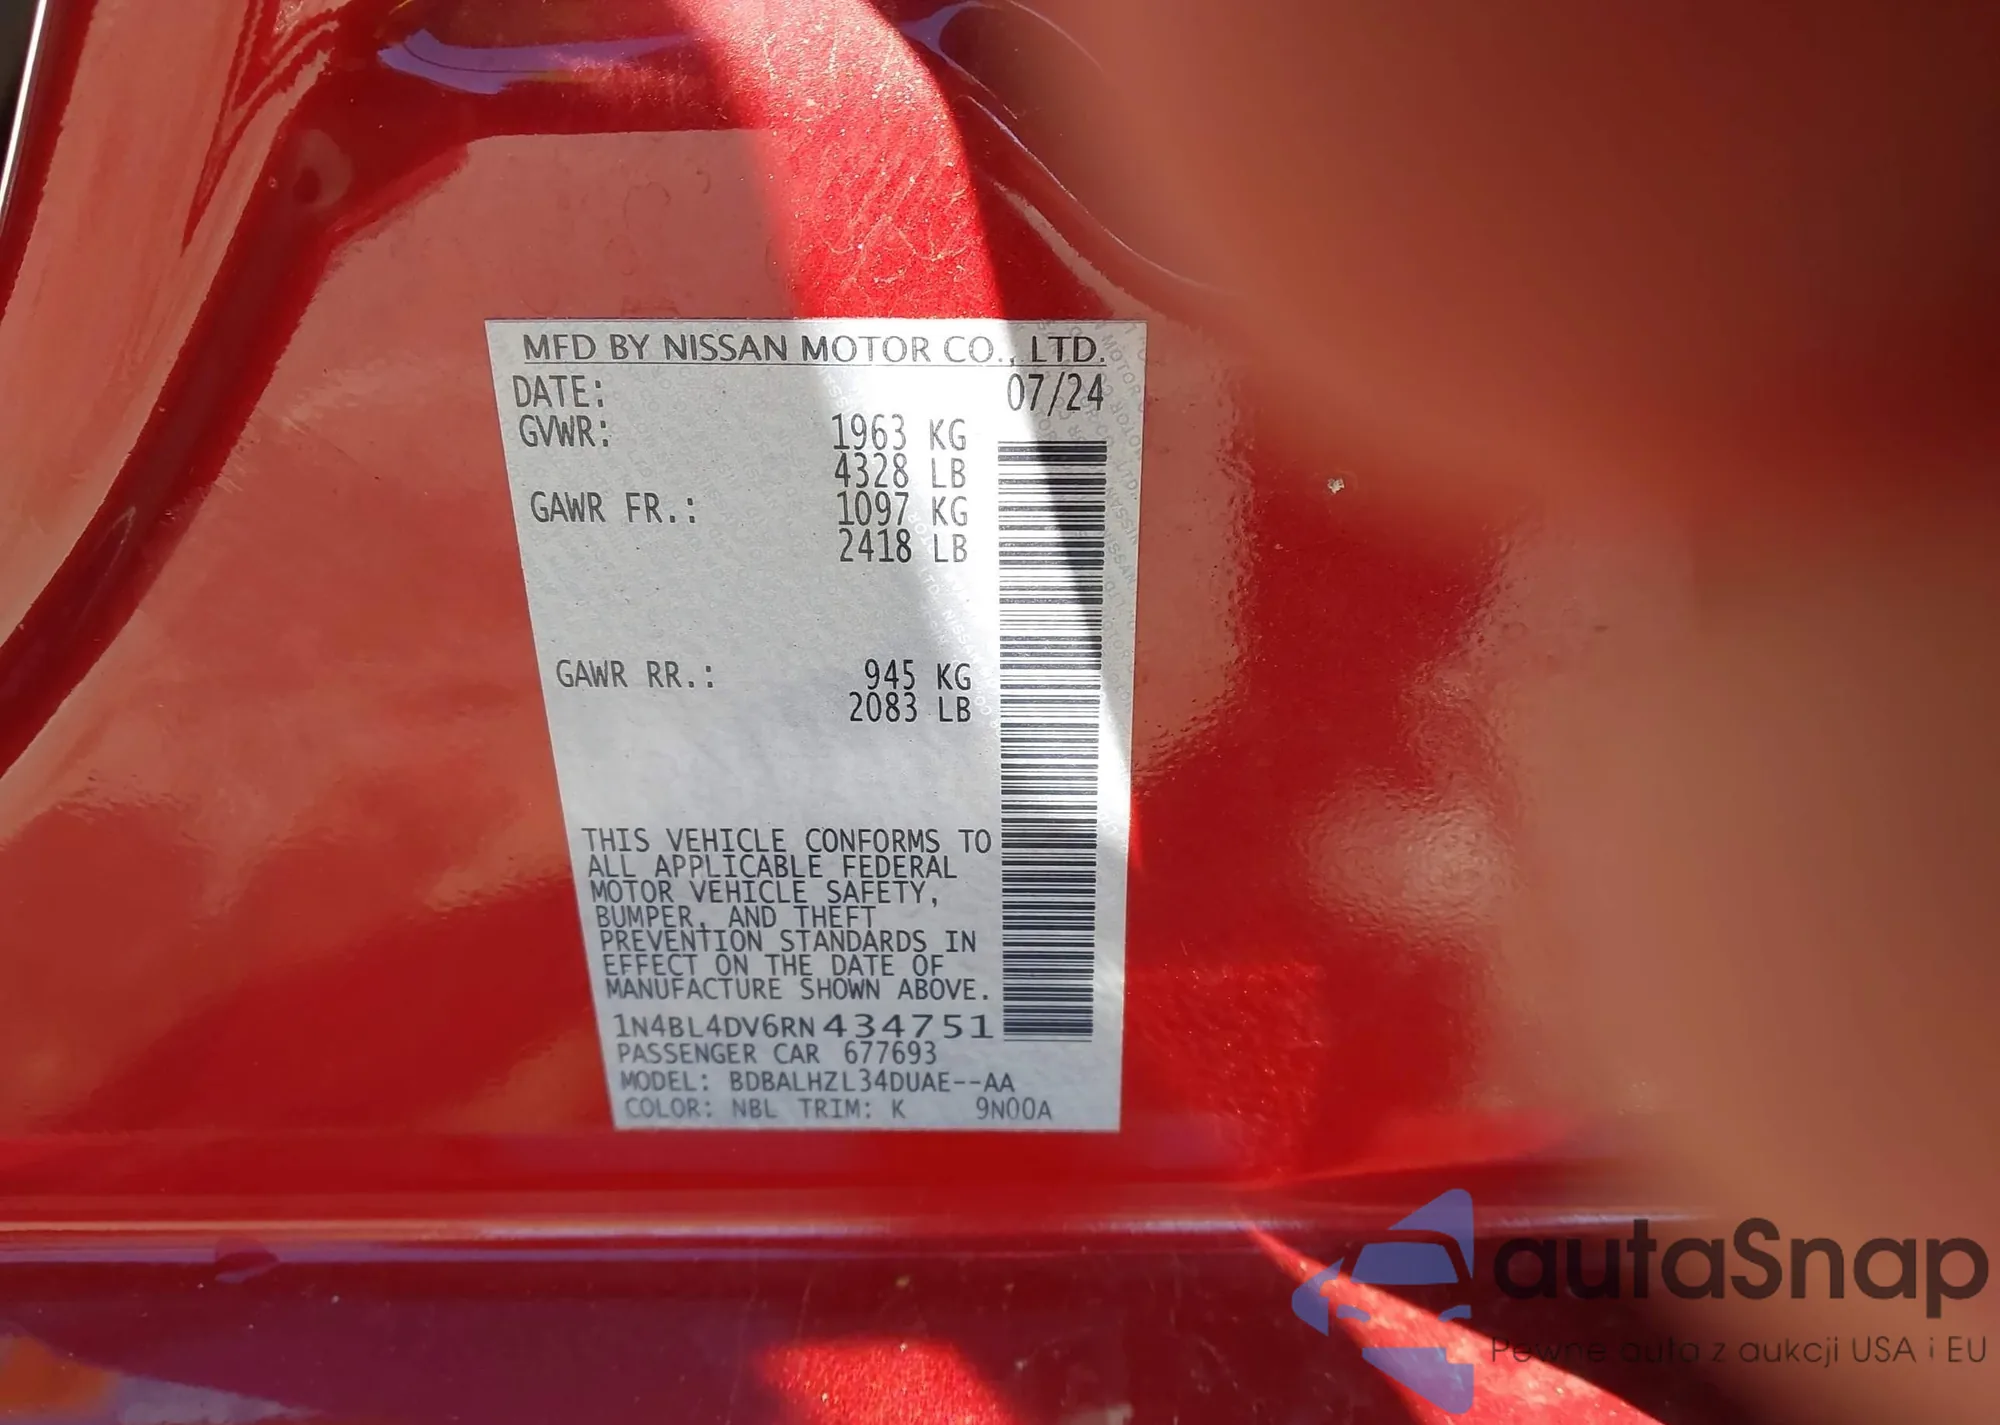 MFD BY NISSAN MOTOR CO., LTD.
DATE: 07/24
GVWR: 1963 KG
4328 LB
GAWR FR.: 1097 KG
2418 LB
GAWR RR.: 945 KG
2083 LB
THIS VEHICLE CONFORMS TO
ALL APPLICABLE FEDERAL
MOTOR VEHICLE SAFETY,
BUMPER, AND THEFT
PREVENTION STANDARDS IN
EFFECT ON THE DATE OF
MANUFACTURE SHOWN ABOVE.
1N4BL4DV6RN434751
PASSENGER CAR 677693
MODEL: BDBALHZL34DUAE--AA
COLOR: NBL TRIM: K 9N00A
autaSnap
Pewne auta z aukcji USA i EU